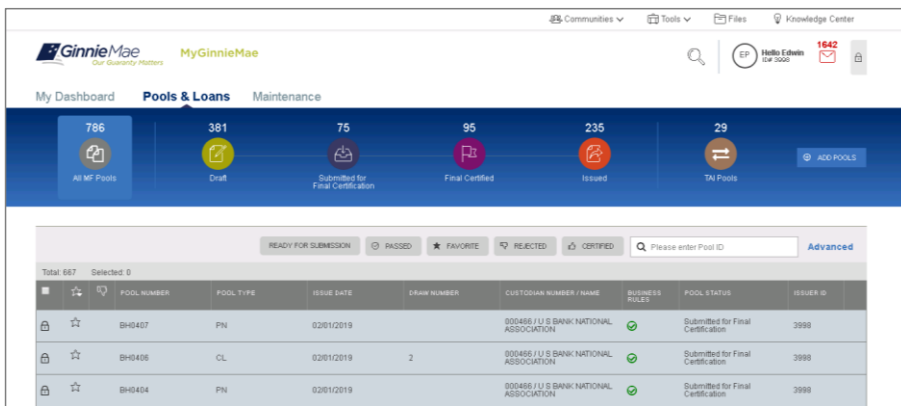 Communities Tools Files Knowledge Center
GinnieMae MyGinnieMae
Our Guaranty Matters
EP Hello Edwin 1642
ID# 3998
My Dashboard Pools & Loans Maintenance
786 381 75 95 235 29
ADD POOLS
All MF Pools Draft Submitted for Final Certified Issued TAI Pools
Final Certification
READY FOR SUBMISSION PASSED FAVORITE REJECTED CERTIFIED Please enter Pool ID Advanced
Total: 667 Selected: 0
POOL NUMBER POOL TYPE ISSUE DATE DRAW NUMBER CUSTODIAN NUMBER / NAME BUSINESS RULES POOL STATUS ISSUER ID
BH0407 PN 02/01/2019 000466 / U S BANK NATIONAL ASSOCIATION Submitted for Final Certification 3998
BH0406 CL 02/01/2019 2 000466 / U S BANK NATIONAL ASSOCIATION Submitted for Final Certification 3998
BH0404 PN 02/01/2019 000466 / U S BANK NATIONAL ASSOCIATION Submitted for Final Certification 3998